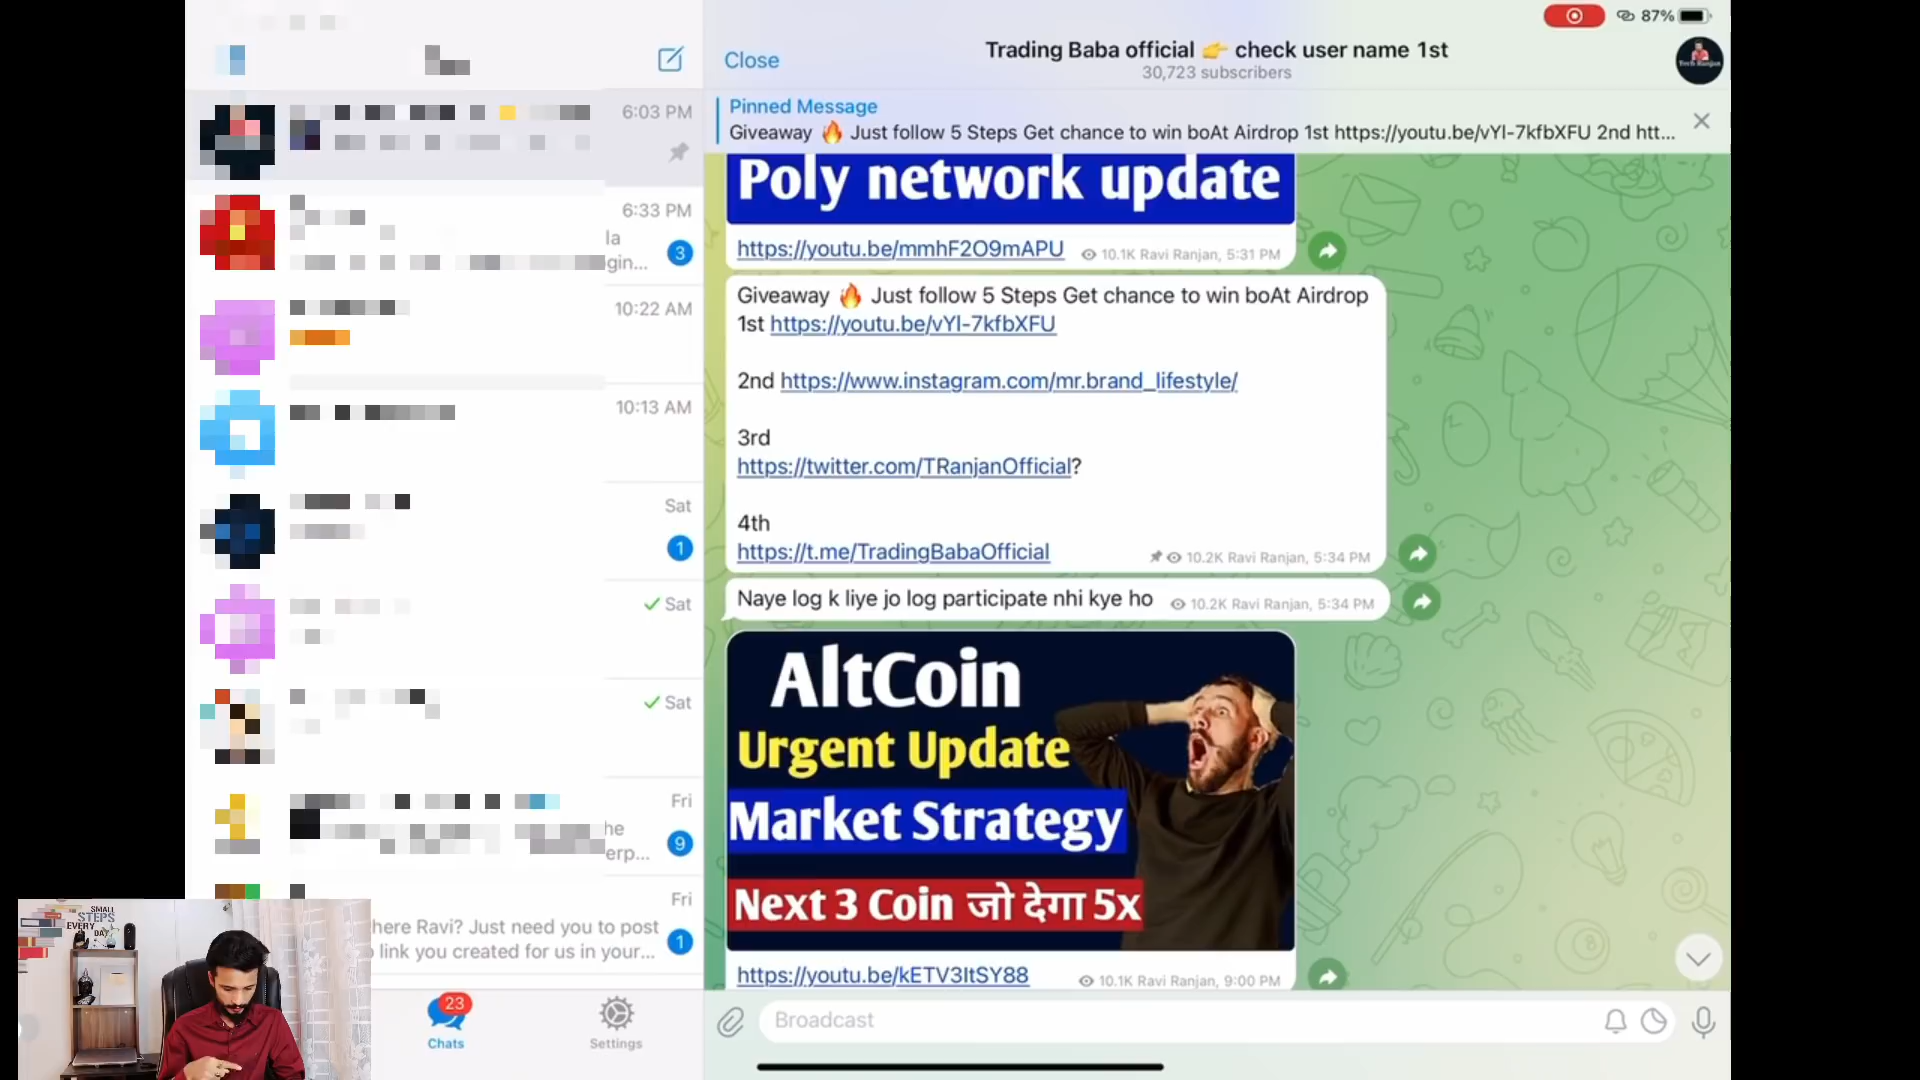 87%
Close
Trading Baba official 👉 check user name 1st
30,723 subscribers
Pinned Message
Giveaway 🔥 Just follow 5 Steps Get chance to win boAt Airdrop 1st https://youtu.be/vYl-7kfbXFU 2nd htt...
6:03 PM
6:33 PM
la
gin...
3
10:22 AM
10:13 AM
Sat
1
Sat
Sat
Fri
he
erp...
9
Fri
here Ravi? Just need you to post
link you created for us in your...
1
23
Chats
Settings
Poly network update
https://youtu.be/mmhF2O9mAPU
10.1K Ravi Ranjan, 5:31 PM
Giveaway 🔥 Just follow 5 Steps Get chance to win boAt Airdrop
1st https://youtu.be/vYl-7kfbXFU
2nd https://www.instagram.com/mr.brand_lifestyle/
3rd
https://twitter.com/TRanjanOfficial?
4th
https://t.me/TradingBabaOfficial
10.2K Ravi Ranjan, 5:34 PM
Naye log k liye jo log participate nhi kye ho
10.2K Ravi Ranjan, 5:34 PM
AltCoin
Urgent Update
Market Strategy
Next 3 Coin जो देगा 5x
https://youtu.be/kETV3ItSY88
10.1K Ravi Ranjan, 9:00 PM
Broadcast
SMALL
STEPS
EVERY
DAY